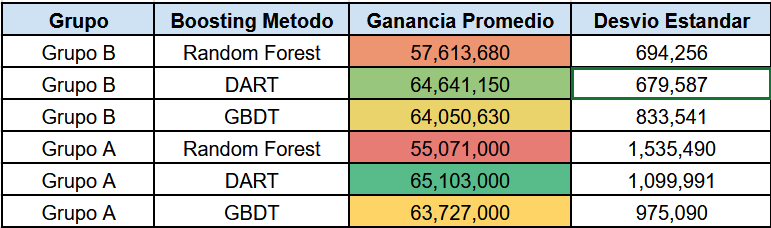 Grupo Boosting Metodo Ganancia Promedio Desvio Estandar
Grupo B Random Forest 57,613,680 694,256
Grupo B DART 64,641,150 679,587
Grupo B GBDT 64,050,630 833,541
Grupo A Random Forest 55,071,000 1,535,490
Grupo A DART 65,103,000 1,099,991
Grupo A GBDT 63,727,000 975,090